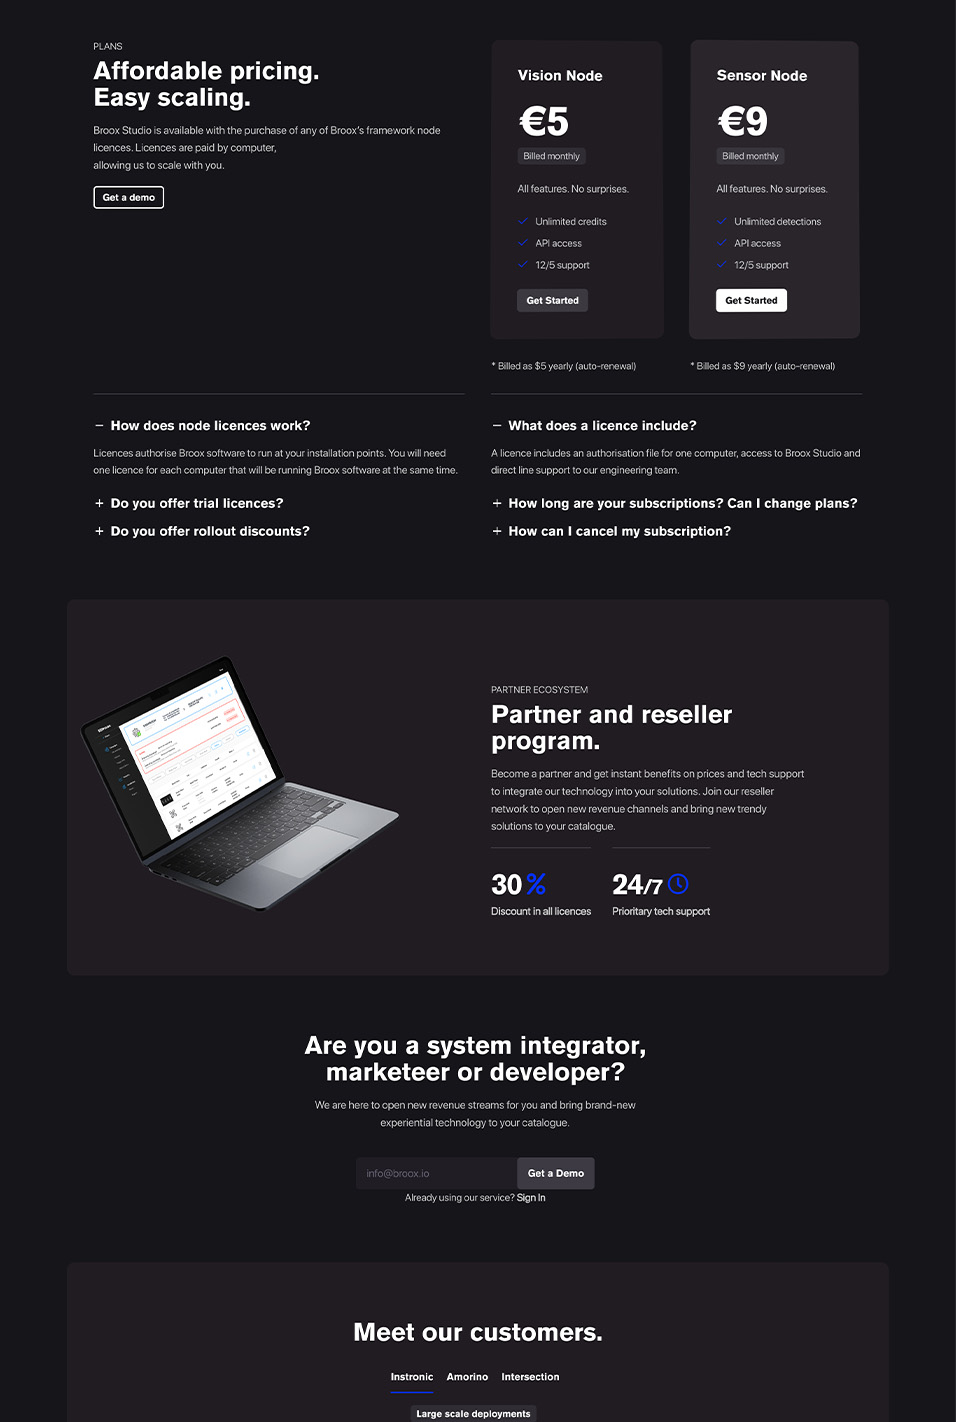 PLANS
Affordable pricing.
Easy scaling.
Broox Studio is available with the purchase of any of Broox's framework node
licences. Licences are paid by computer,
allowing us to scale with you.
Get a demo
Vision Node
€5
Billed monthly
All features. No surprises.
Unlimited credits
API access
12/5 support
Get Started
* Billed as $5 yearly (auto-renewal)
Sensor Node
€9
Billed monthly
All features. No surprises.
Unlimited detections
API access
12/5 support
Get Started
* Billed as $9 yearly (auto-renewal)
− How does node licences work?
Licences authorise Broox software to run at your installation points. You will need
one licence for each computer that will be running Broox software at the same time.
+ Do you offer trial licences?
+ Do you offer rollout discounts?
− What does a licence include?
A licence includes an authorisation file for one computer, access to Broox Studio and
direct line support to our engineering team.
+ How long are your subscriptions? Can I change plans?
+ How can I cancel my subscription?
PARTNER ECOSYSTEM
Partner and reseller
program.
Become a partner and get instant benefits on prices and tech support
to integrate our technology into your solutions. Join our reseller
network to open new revenue channels and bring new trendy
solutions to your catalogue.
30 %
Discount in all licences
24/7
Prioritary tech support
Are you a system integrator,
marketeer or developer?
We are here to open new revenue streams for you and bring brand-new
experiential technology to your catalogue.
info@broox.io
Get a Demo
Already using our service? Sign In
Meet our customers.
Instronic Amorino Intersection
Large scale deployments